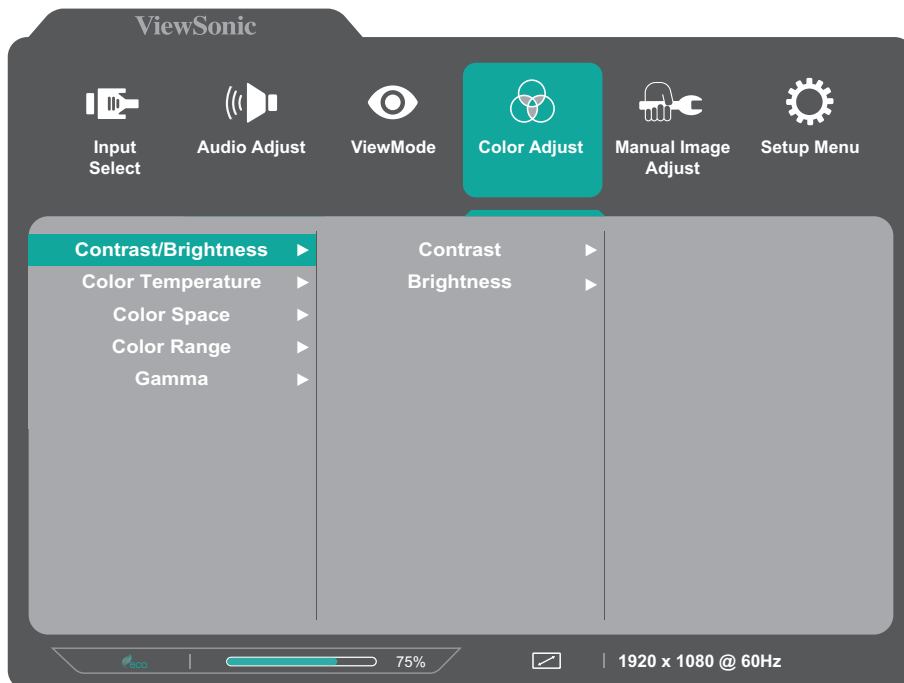 ViewSonic
Input
Select
Audio Adjust
ViewMode
Color Adjust
Manual Image
Adjust
Setup Menu
Contrast/Brightness
Color Temperature
Color Space
Color Range
Gamma
Contrast
Brightness
eco
75%
1920 x 1080 @ 60Hz